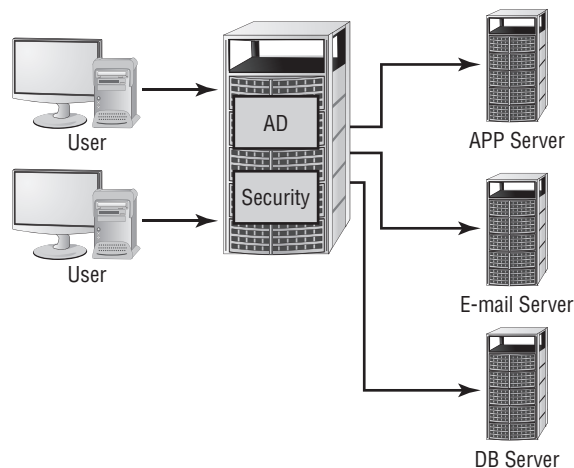 User
AD
APP Server
Security
User
E-mail Server
DB Server